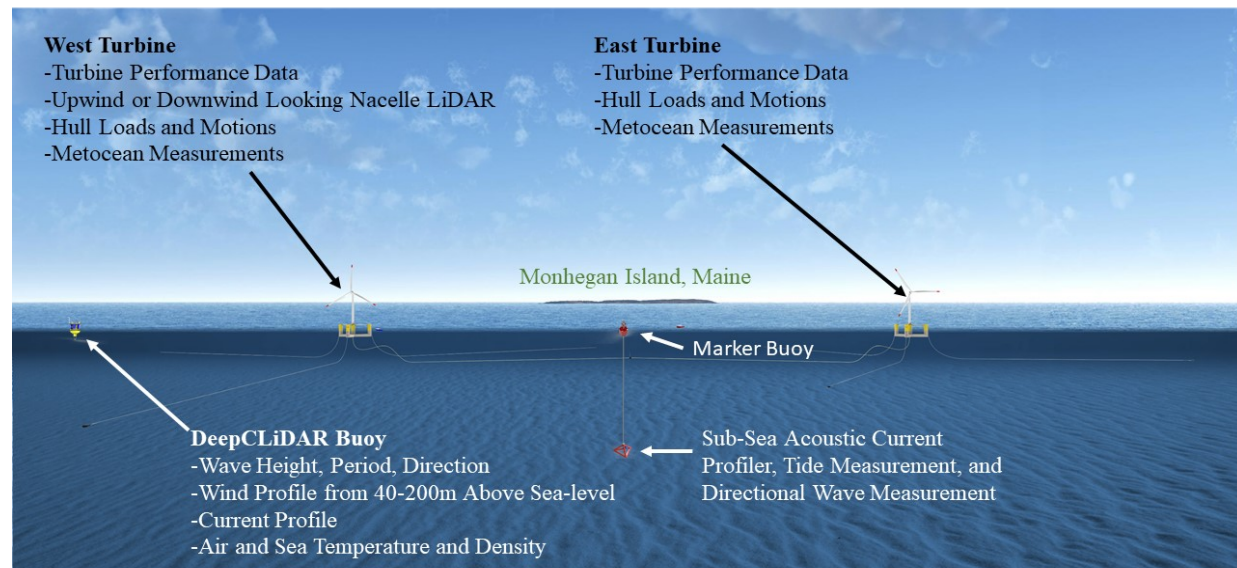 West Turbine
-Turbine Performance Data
-Upwind or Downwind Looking Nacelle LiDAR
-Hull Loads and Motions
-Metocean Measurements
East Turbine
-Turbine Performance Data
-Hull Loads and Motions
-Metocean Measurements
Monhegan Island, Maine
Marker Buoy
DeepCLiDAR Buoy
-Wave Height, Period, Direction
-Wind Profile from 40-200m Above Sea-level
-Current Profile
-Air and Sea Temperature and Density
Sub-Sea Acoustic Current
Profiler, Tide Measurement, and
Directional Wave Measurement